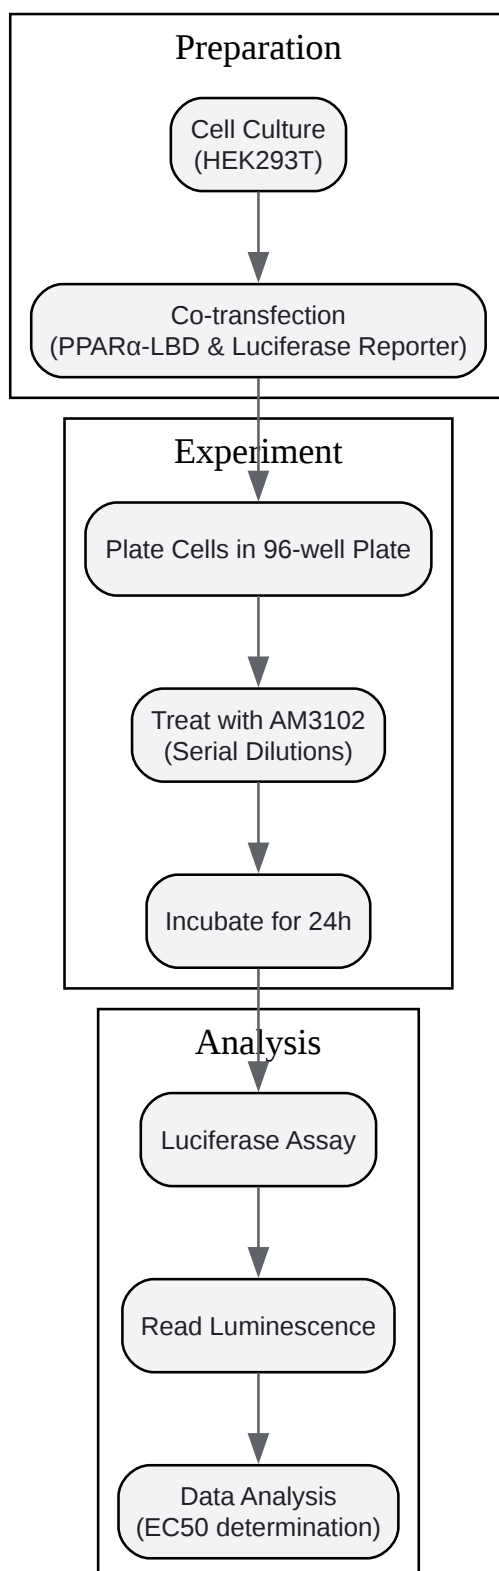 Preparation
Cell Culture
(HEK293T)
Co-transfection
(PPARα-LBD & Luciferase Reporter)
Experiment
Plate Cells in 96-well Plate
Treat with AM3102
(Serial Dilutions)
Incubate for 24h
Analysis
Luciferase Assay
Read Luminescence
Data Analysis
(EC50 determination)